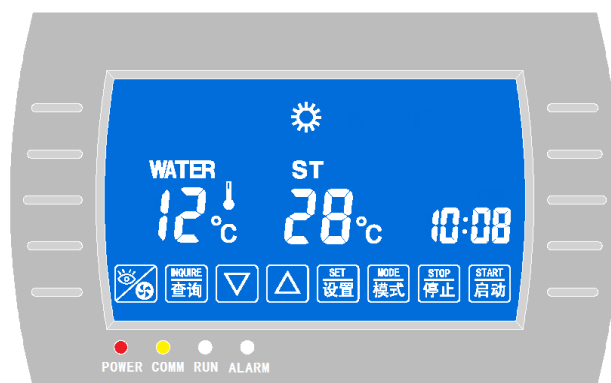 WATER ST
12°C 28°C 10:08
INQUIRE SET MODE STOP START
查询 设置 模式 停止 启动
POWER COMM RUN ALARM